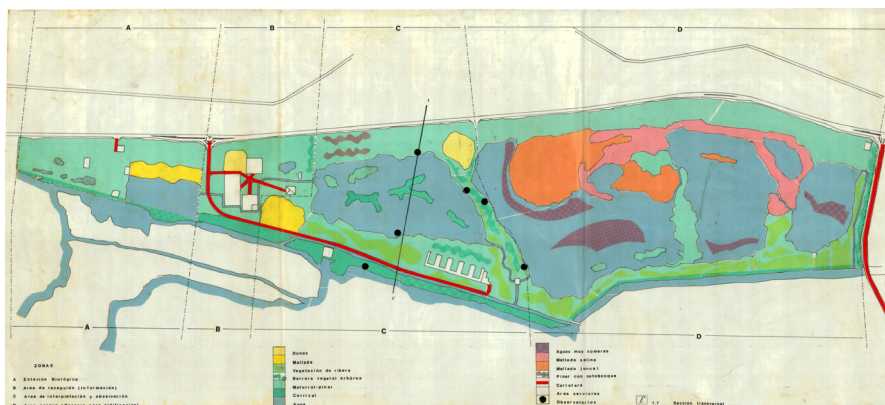 A
B
C
D
A
B
C
D
ZONAS
A Estación Biológica
B Area de recepción (información)
C Area de interpretación y observación
Dunas
Mallada
Vegetación de ribera
Barrera vegetal arbórea
Matorral-pinar
Carrizal
Agua
Aguas muy someras
Mallada salina
Mallada juncal
Pinar con sotobosque
Carretera
Area servicios
Observatorios
I.I' Sección transversal